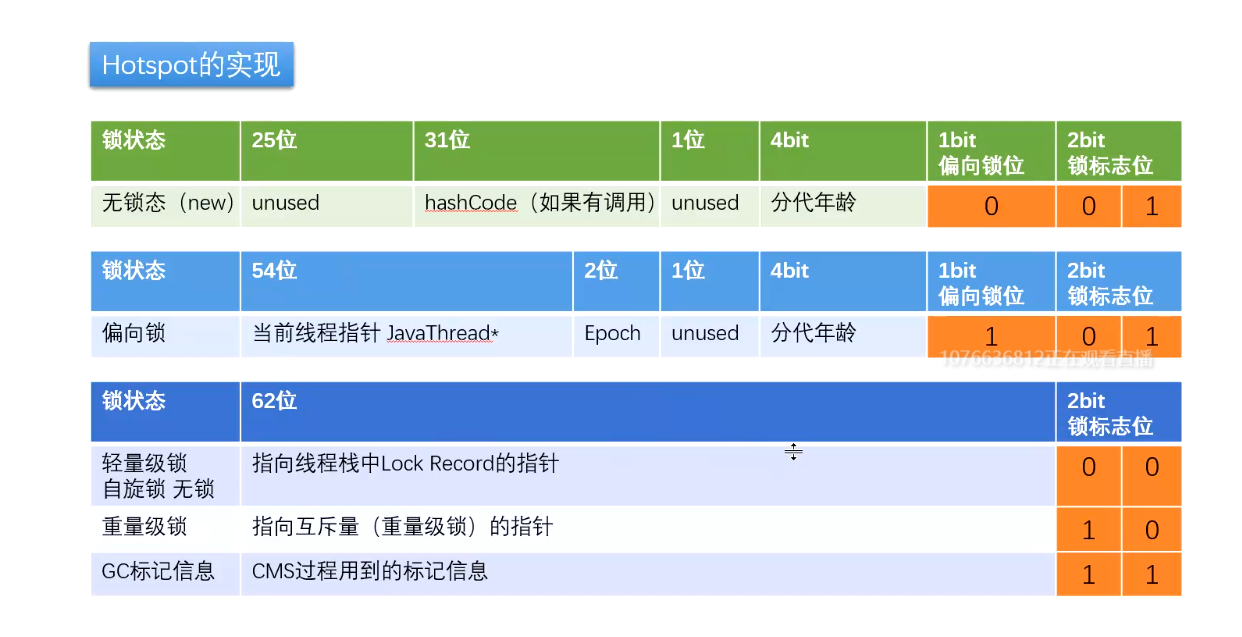 Hotspot的实现
锁状态 25位 31位 1位 4bit 1bit 2bit
偏向锁位 锁标志位
无锁态（new） unused hashCode（如果有调用） unused 分代年龄 0 0 1
锁状态 54位 2位 1位 4bit 1bit 2bit
偏向锁位 锁标志位
偏向锁 当前线程指针 JavaThread* Epoch unused 分代年龄 1 0 1
1076636812正在观看直播
锁状态 62位 2bit
锁标志位
轻量级锁 指向线程栈中Lock Record的指针 0 0
自旋锁 无锁
重量级锁 指向互斥量（重量级锁）的指针 1 0
GC标记信息 CMS过程用到的标记信息 1 1